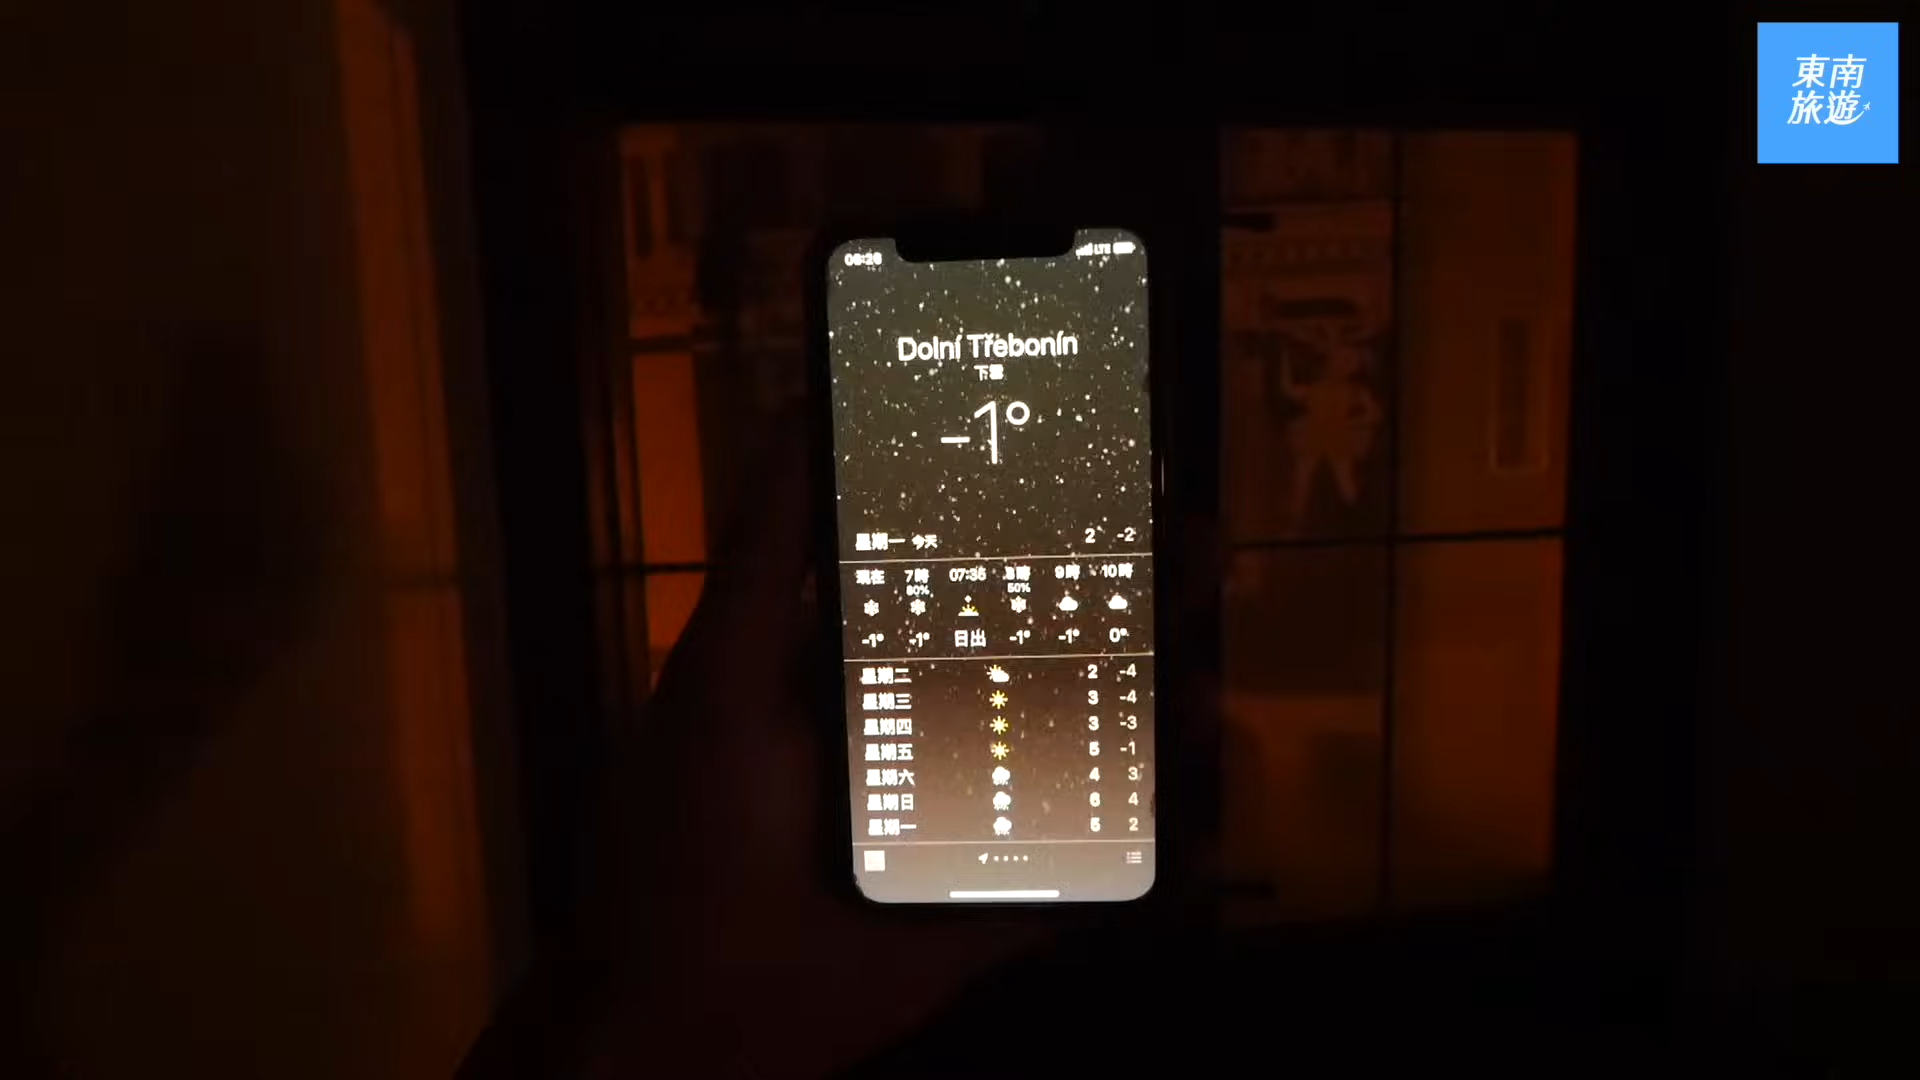 東南
旅遊
06:26 LTE
Dolní Třebonín
下雪
-1°
星期一 今天 2 -2
現在 7時 07:35 8時 9時 10時
50%
-1° -1° 日出 -1° -1° 0°
星期二 2 -4
星期三 3 -4
星期四 3 -3
星期五 5 -1
星期六 4 3
星期日 6 4
星期一 5 2